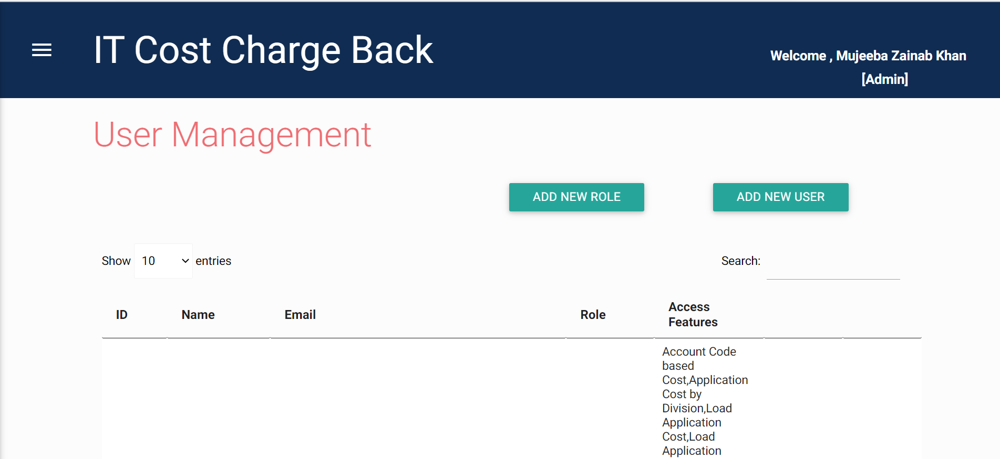 IT Cost Charge Back
Welcome , Mujeeba Zainab Khan
[Admin]
User Management
ADD NEW ROLE
ADD NEW USER
Show 10 entries
Search:
ID Name Email Role Access Features
Account Code
based
Cost,Application
Cost by
Division,Load
Application
Cost,Load
Application